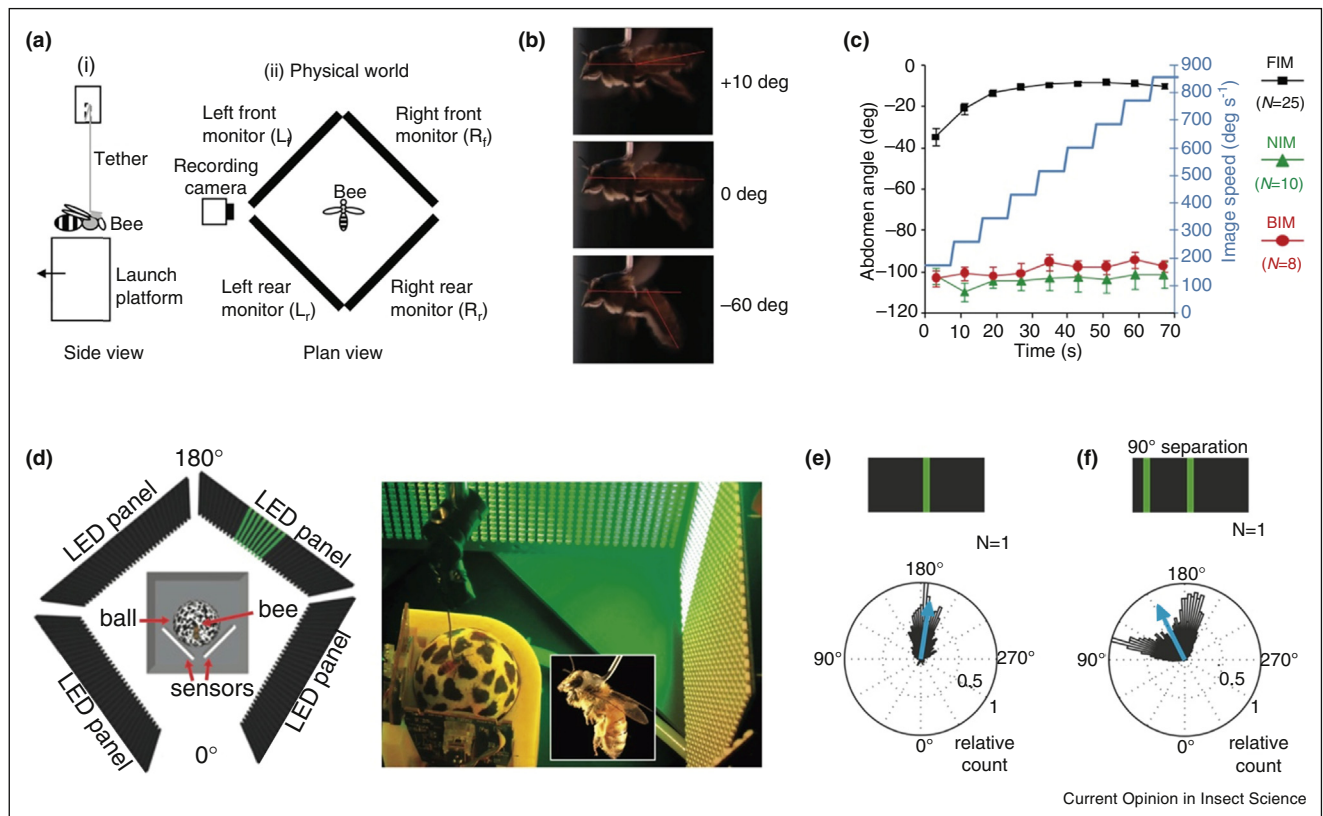 (a)
(i)
Tether
Bee
Launch
platform
Side view
(ii) Physical world
Left front
monitor (Lf)
Right front
monitor (Rf)
Recording
camera
Bee
Left rear
monitor (Lr)
Right rear
monitor (Rr)
Plan view
(b)
+10 deg
0 deg
–60 deg
(c)
Abdomen angle (deg)
0
–20
–40
–60
–80
–100
–120
0 10 20 30 40 50 60 70
Time (s)
900
800
700
600
500
400
300
200
100
0
Image speed (deg s-1)
FIM
(N=25)
NIM
(N=10)
BIM
(N=8)
(d)
180°
LED panel
LED panel
ball
bee
sensors
LED panel
LED panel
0°
(e)
N=1
180°
90°
270°
0.5
1
0°
relative
count
(f)
90° separation
N=1
180°
90°
270°
0.5
1
0°
relative
count
Current Opinion in Insect Science